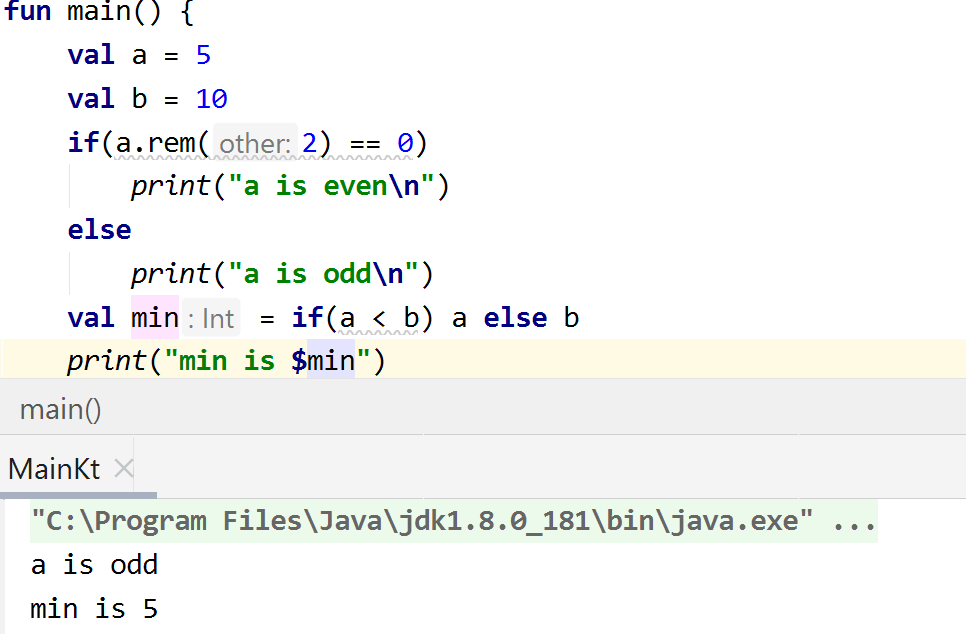 fun main() {
val a = 5
val b = 10
if(a.rem( other: 2) == 0)
print("a is even\n")
else
print("a is odd\n")
val min : Int = if(a < b) a else b
print("min is $min")
main()
MainKt
"C:\Program Files\Java\jdk1.8.0_181\bin\java.exe" ...
a is odd
min is 5